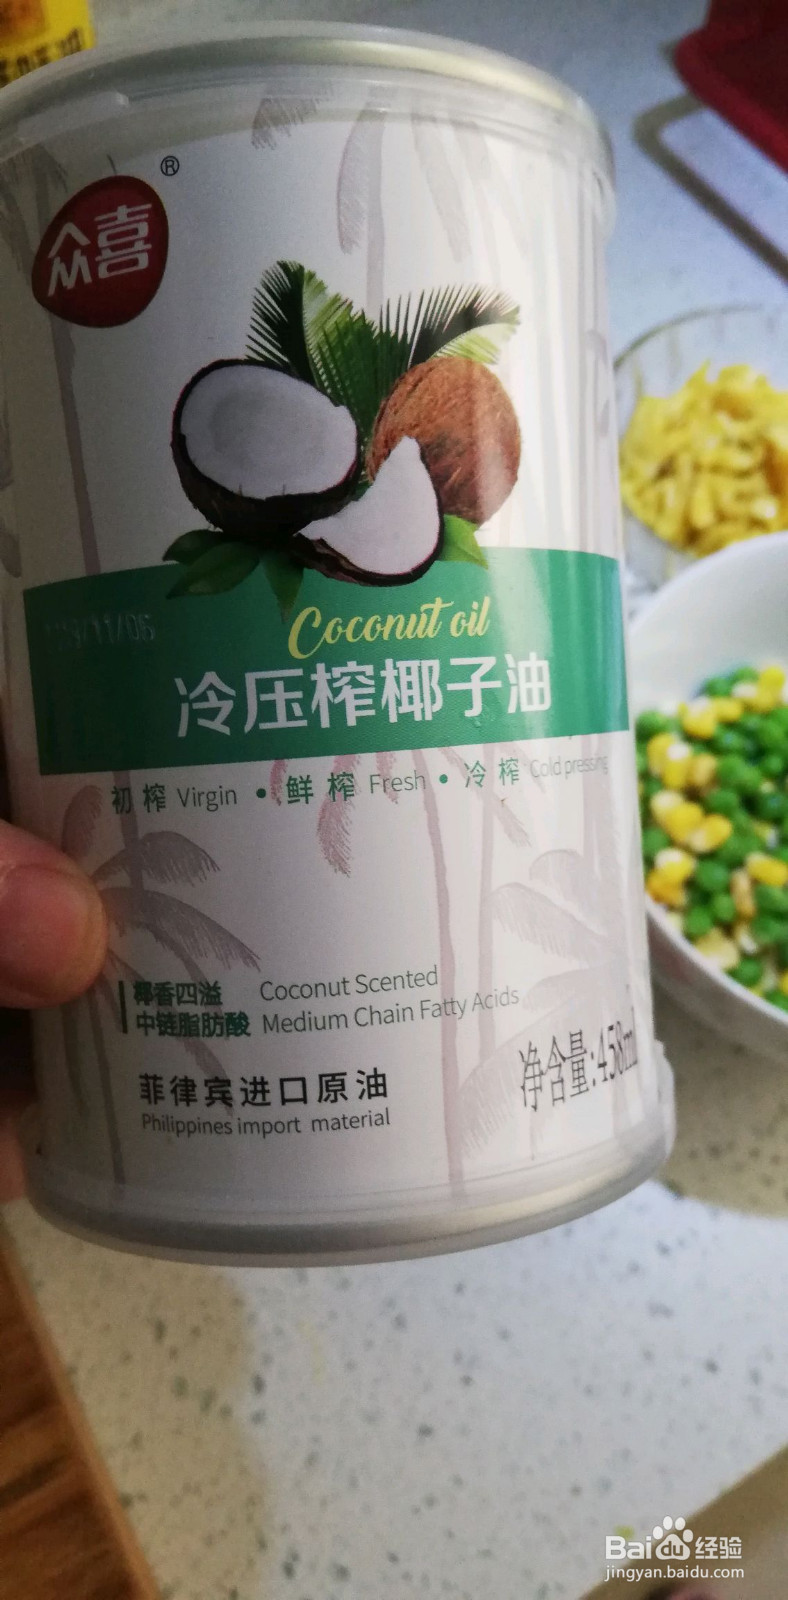 众喜®
Coconut oil
冷压榨椰子油
初榨 Virgin • 鲜榨 Fresh • 冷榨 Cold pressing
椰香四溢 Coconut Scented
中链脂肪酸 Medium Chain Fatty Acids
净含量:458ml
菲律宾进口原油
Philippines import material
Baidu经验
jingyan.baidu.com